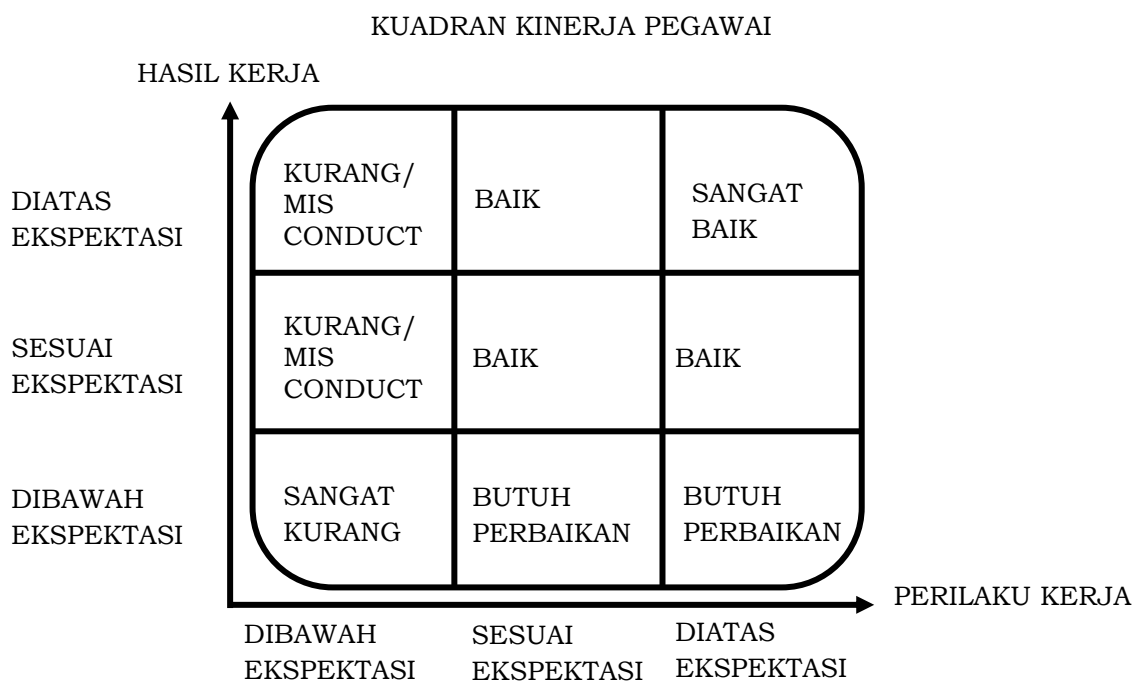 KUADRAN KINERJA PEGAWAI
HASIL KERJA
DIATAS
EKSPEKTASI
KURANG/
MIS
CONDUCT
BAIK
SANGAT
BAIK
SESUAI
EKSPEKTASI
KURANG/
MIS
CONDUCT
BAIK
BAIK
DIBAWAH
EKSPEKTASI
SANGAT
KURANG
BUTUH
PERBAIKAN
BUTUH
PERBAIKAN
PERILAKU KERJA
DIBAWAH
EKSPEKTASI
SESUAI
EKSPEKTASI
DIATAS
EKSPEKTASI